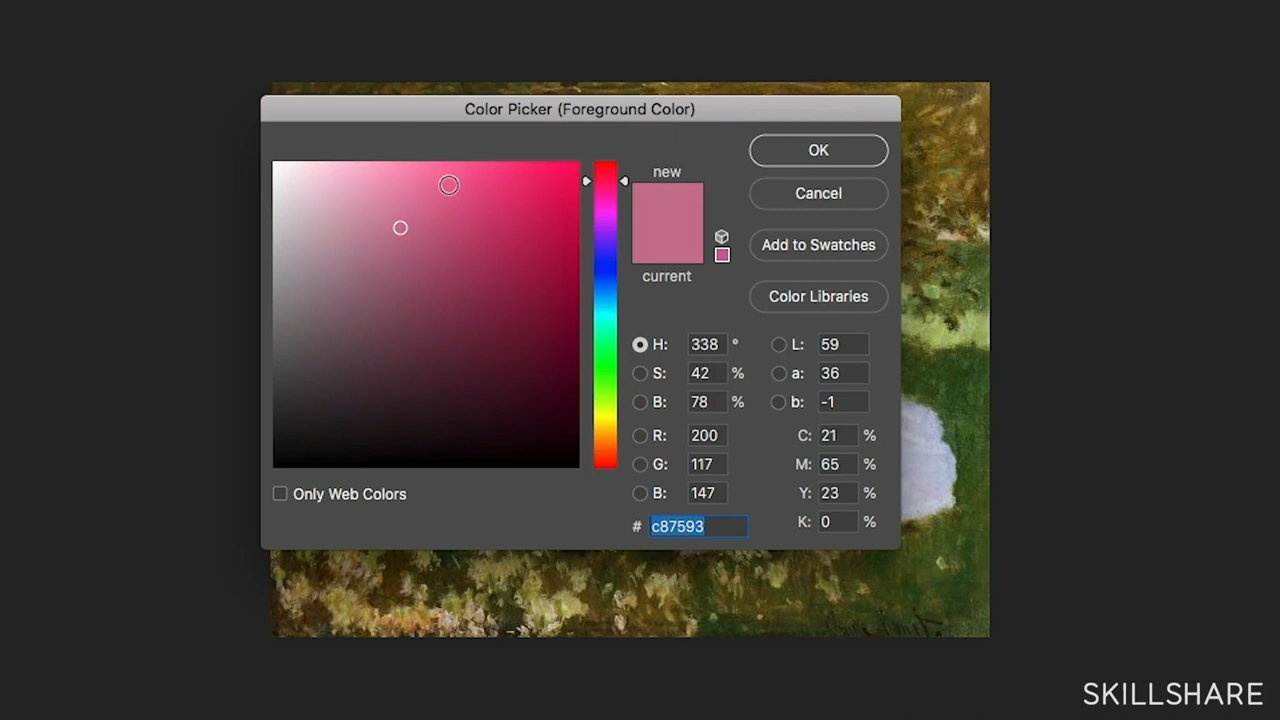 Color Picker (Foreground Color)
new
current
OK
Cancel
Add to Swatches
Color Libraries
H: 338 °
S: 42 %
B: 78 %
R: 200
G: 117
B: 147
# c87593
L: 59
a: 36
b: -1
C: 21 %
M: 65 %
Y: 23 %
K: 0 %
Only Web Colors
SKILLSHARE